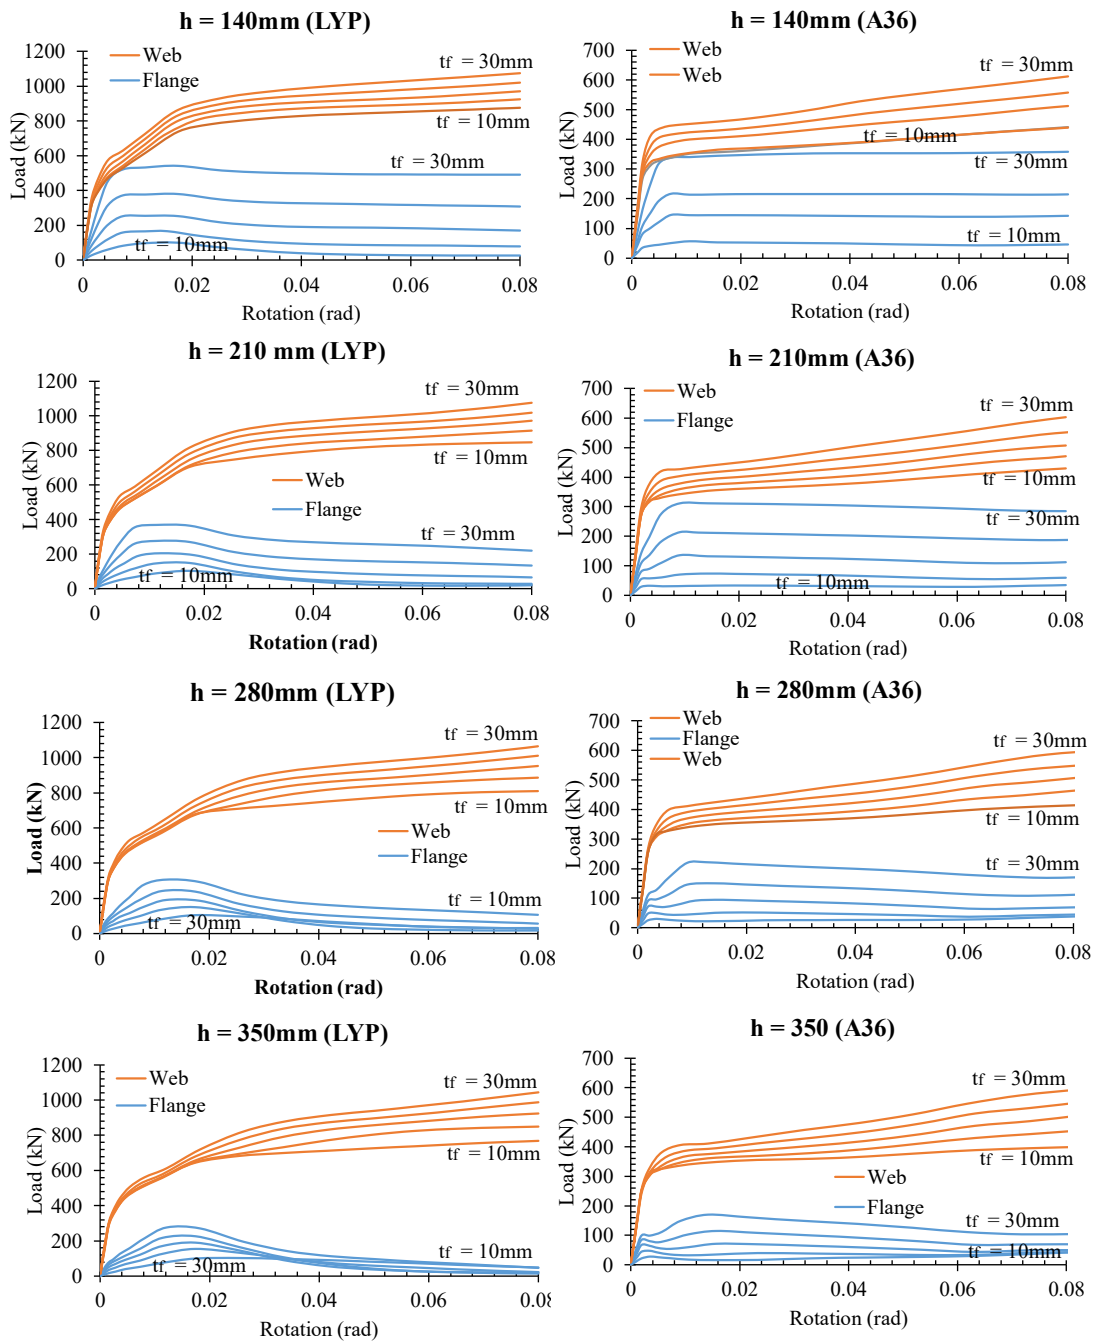 h = 140mm (LYP)
1200
1000
800
600
400
200
0
Load (kN)
Web
Flange
tf = 30mm
tf = 10mm
tf = 30mm
tf = 10mm
0 0.02 0.04 0.06 0.08
Rotation (rad)
h = 140mm (A36)
700
600
500
400
300
200
100
0
Load (kN)
Web
Web
tf = 30mm
tf = 10mm
tf = 30mm
tf = 10mm
0 0.02 0.04 0.06 0.08
Rotation (rad)
h = 210 mm (LYP)
1200
1000
800
600
400
200
0
Load (kN)
tf = 30mm
tf = 10mm
Web
Flange
tf = 30mm
tf = 10mm
0 0.02 0.04 0.06 0.08
Rotation (rad)
h = 210mm (A36)
700
600
500
400
300
200
100
0
Load (kN)
Web
Flange
tf = 30mm
tf = 10mm
tf = 30mm
tf = 10mm
0 0.02 0.04 0.06 0.08
Rotation (rad)
h = 280mm (LYP)
1200
1000
800
600
400
200
0
Load (kN)
tf = 30mm
tf = 10mm
Web
Flange
tf = 10mm
tf = 30mm
0 0.02 0.04 0.06 0.08
Rotation (rad)
h = 280mm (A36)
700
600
500
400
300
200
100
0
Load (kN)
Web
Flange
Web
tf = 30mm
tf = 10mm
tf = 30mm
0 0.02 0.04 0.06 0.08
Rotation (rad)
h = 350mm (LYP)
1200
1000
800
600
400
200
0
Load (kN)
Web
Flange
tf = 30mm
tf = 10mm
tf = 10mm
tf = 30mm
0 0.02 0.04 0.06 0.08
Rotation (rad)
h = 350 (A36)
700
600
500
400
300
200
100
0
Load (kN)
tf = 30mm
tf = 10mm
Web
Flange
tf = 30mm
tf = 10mm
0 0.02 0.04 0.06 0.08
Rotation (rad)